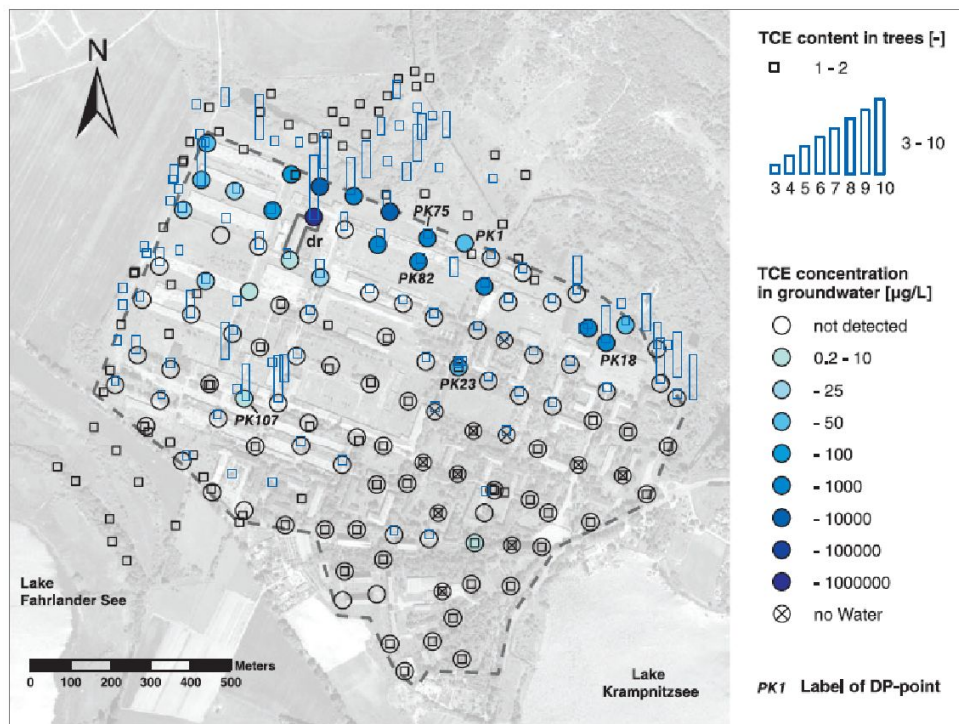 N
dr
PK75
PK1
PK82
PK18
PK23
PK107
Lake
Fahrlander See
Meters
0 100 200 300 400 500
Lake
Krampnitzsee
TCE content in trees [-]
1 - 2
3 - 10
3 4 5 6 7 8 9 10
TCE concentration
in groundwater [µg/L]
not detected
0.2 - 10
- 25
- 50
- 100
- 1000
- 10000
- 100000
- 1000000
no Water
PK1 Label of DP-point